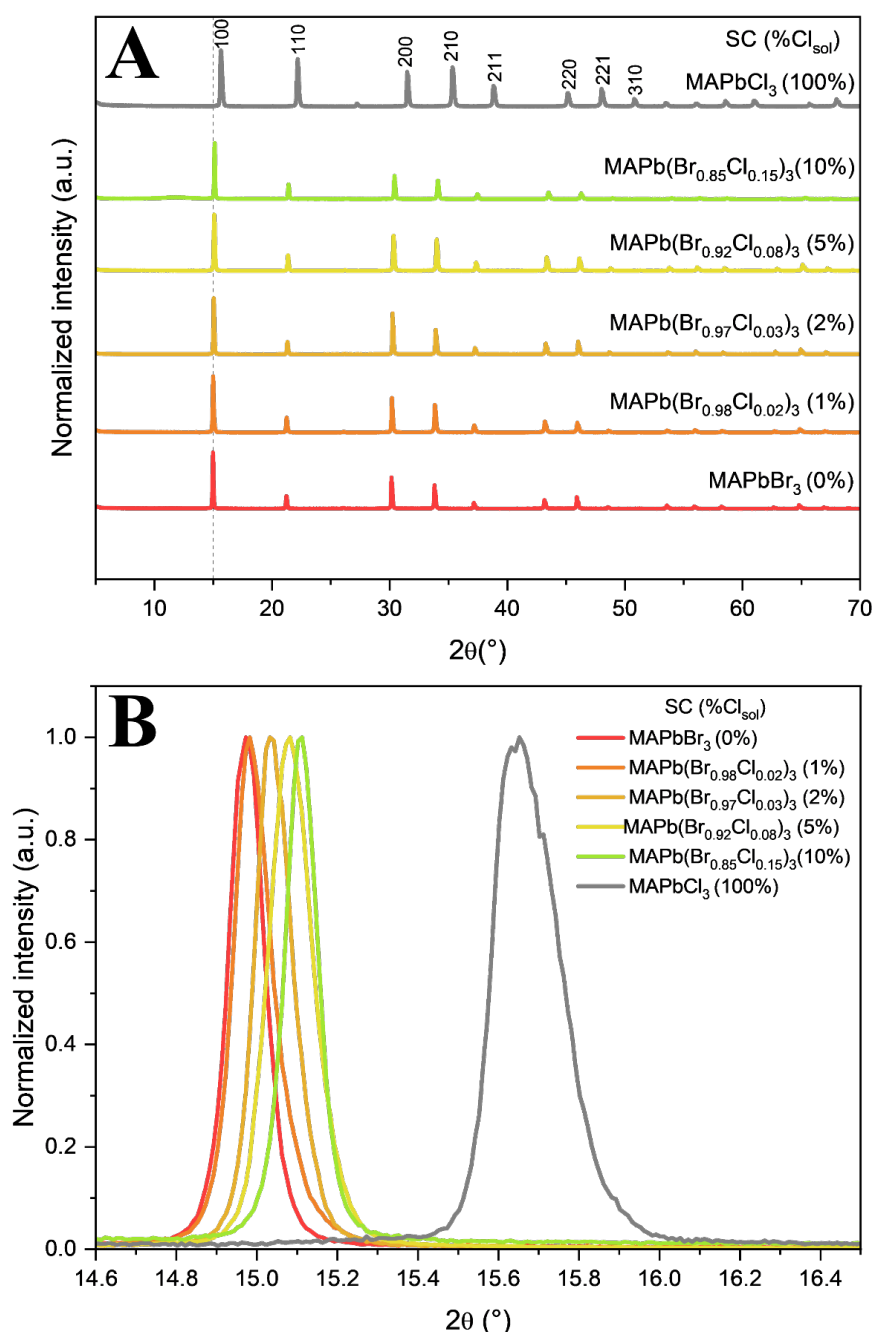 A
SC (%Cl_sol)
100
110
200
210
211
220
221
310
MAPbCl₃ (100%)
MAPb(Br₀.₈₅Cl₀.₁₅)₃(10%)
MAPb(Br₀.₉₂Cl₀.₀₈)₃ (5%)
MAPb(Br₀.₉₇Cl₀.₀₃)₃ (2%)
MAPb(Br₀.₉₈Cl₀.₀₂)₃ (1%)
MAPbBr₃ (0%)
Normalized intensity (a.u.)
10 20 30 40 50 60 70
2θ(°)
B
SC (%Cl_sol)
MAPbBr₃ (0%)
MAPb(Br₀.₉₈Cl₀.₀₂)₃ (1%)
MAPb(Br₀.₉₇Cl₀.₀₃)₃ (2%)
MAPb(Br₀.₉₂Cl₀.₀₈)₃ (5%)
MAPb(Br₀.₈₅Cl₀.₁₅)₃(10%)
MAPbCl₃ (100%)
1.0
0.8
0.6
0.4
0.2
0.0
Normalized intensity (a.u.)
14.6 14.8 15.0 15.2 15.4 15.6 15.8 16.0 16.2 16.4
2θ (°)